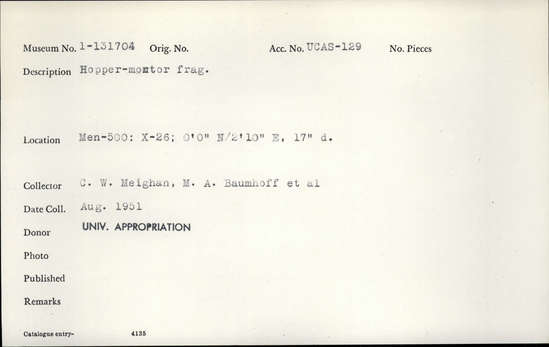 Museum No. 1-131704 Orig. No. Acc. No. UCAS-129 No. Pieces
Description Hopper-mortor frag.
Location Men-500: X-26; 0'0" N/2'10" E, 17" d.
Collector C. W. Meighan, M. A. Baumhoff et al
Date Coll. Aug. 1951
Donor UNIV. APPROPRIATION
Photo
Published
Remarks
Catalogue entry- 4135